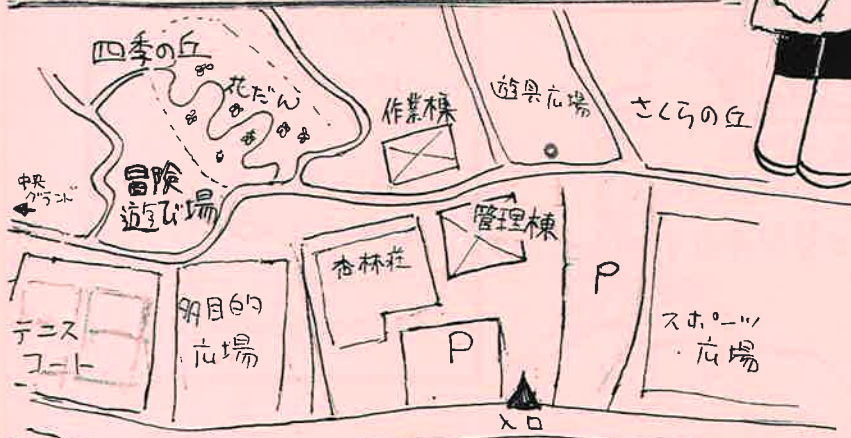 四季の丘
花だん
作業棟
遊具広場
さくらの丘
中央
グランド
冒険
遊び場
管理棟
杏林荘
P
多目的
広場
テニス
コート
P
スポーツ
広場
入口